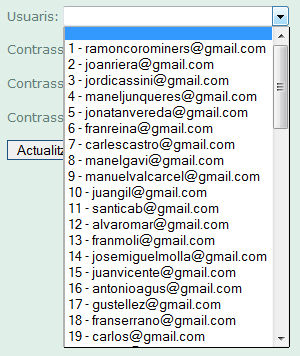 Usuaris:
1 - ramoncorominers@gmail.com
Contrass
2 - joanriera@gmail.com
3 - jordicassini@gmail.com
Contrass
4 - maneljunqueres@gmail.com
5 - jonatanvereda@gmail.com
Contrass
6 - franreina@gmail.com
7 - carlescastro@gmail.com
Actualitz
8 - manelgavi@gmail.com
9 - manuelvalcarcel@gmail.com
10 - juangil@gmail.com
11 - santicab@gmail.com
12 - alvaromar@gmail.com
13 - franmoli@gmail.com
14 - josemiguelmolla@gmail.com
15 - juanvicente@gmail.com
16 - antonioagus@gmail.com
17 - gustellez@gmail.com
18 - franserrano@gmail.com
19 - carlos@gmail.com